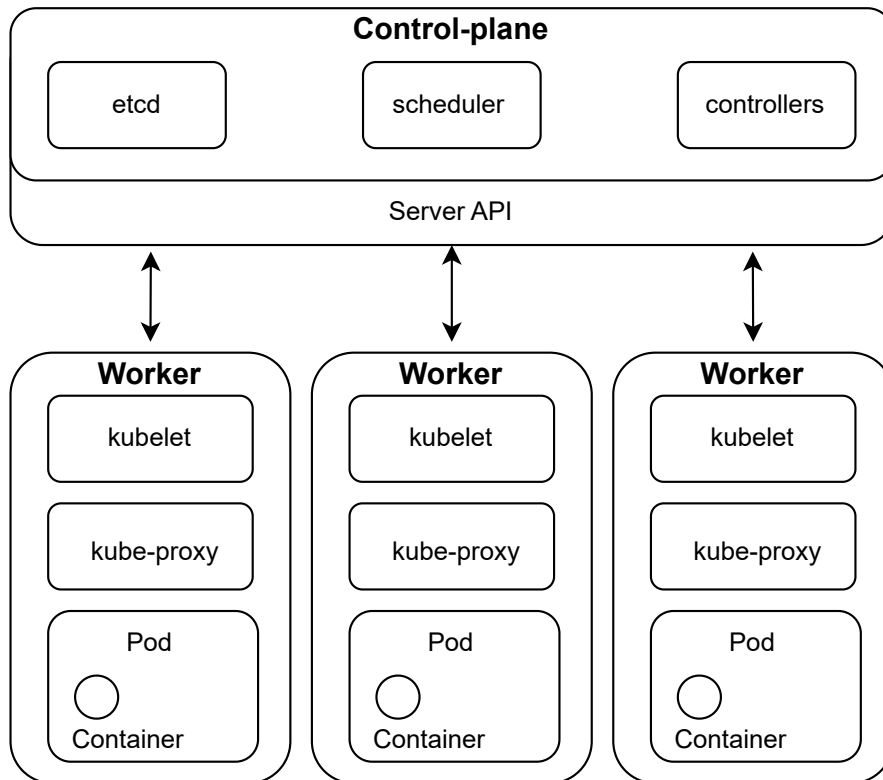 Control-plane
etcd
scheduler
controllers
Server API
Worker
kubelet
kube-proxy
Pod
Container
Worker
kubelet
kube-proxy
Pod
Container
Worker
kubelet
kube-proxy
Pod
Container